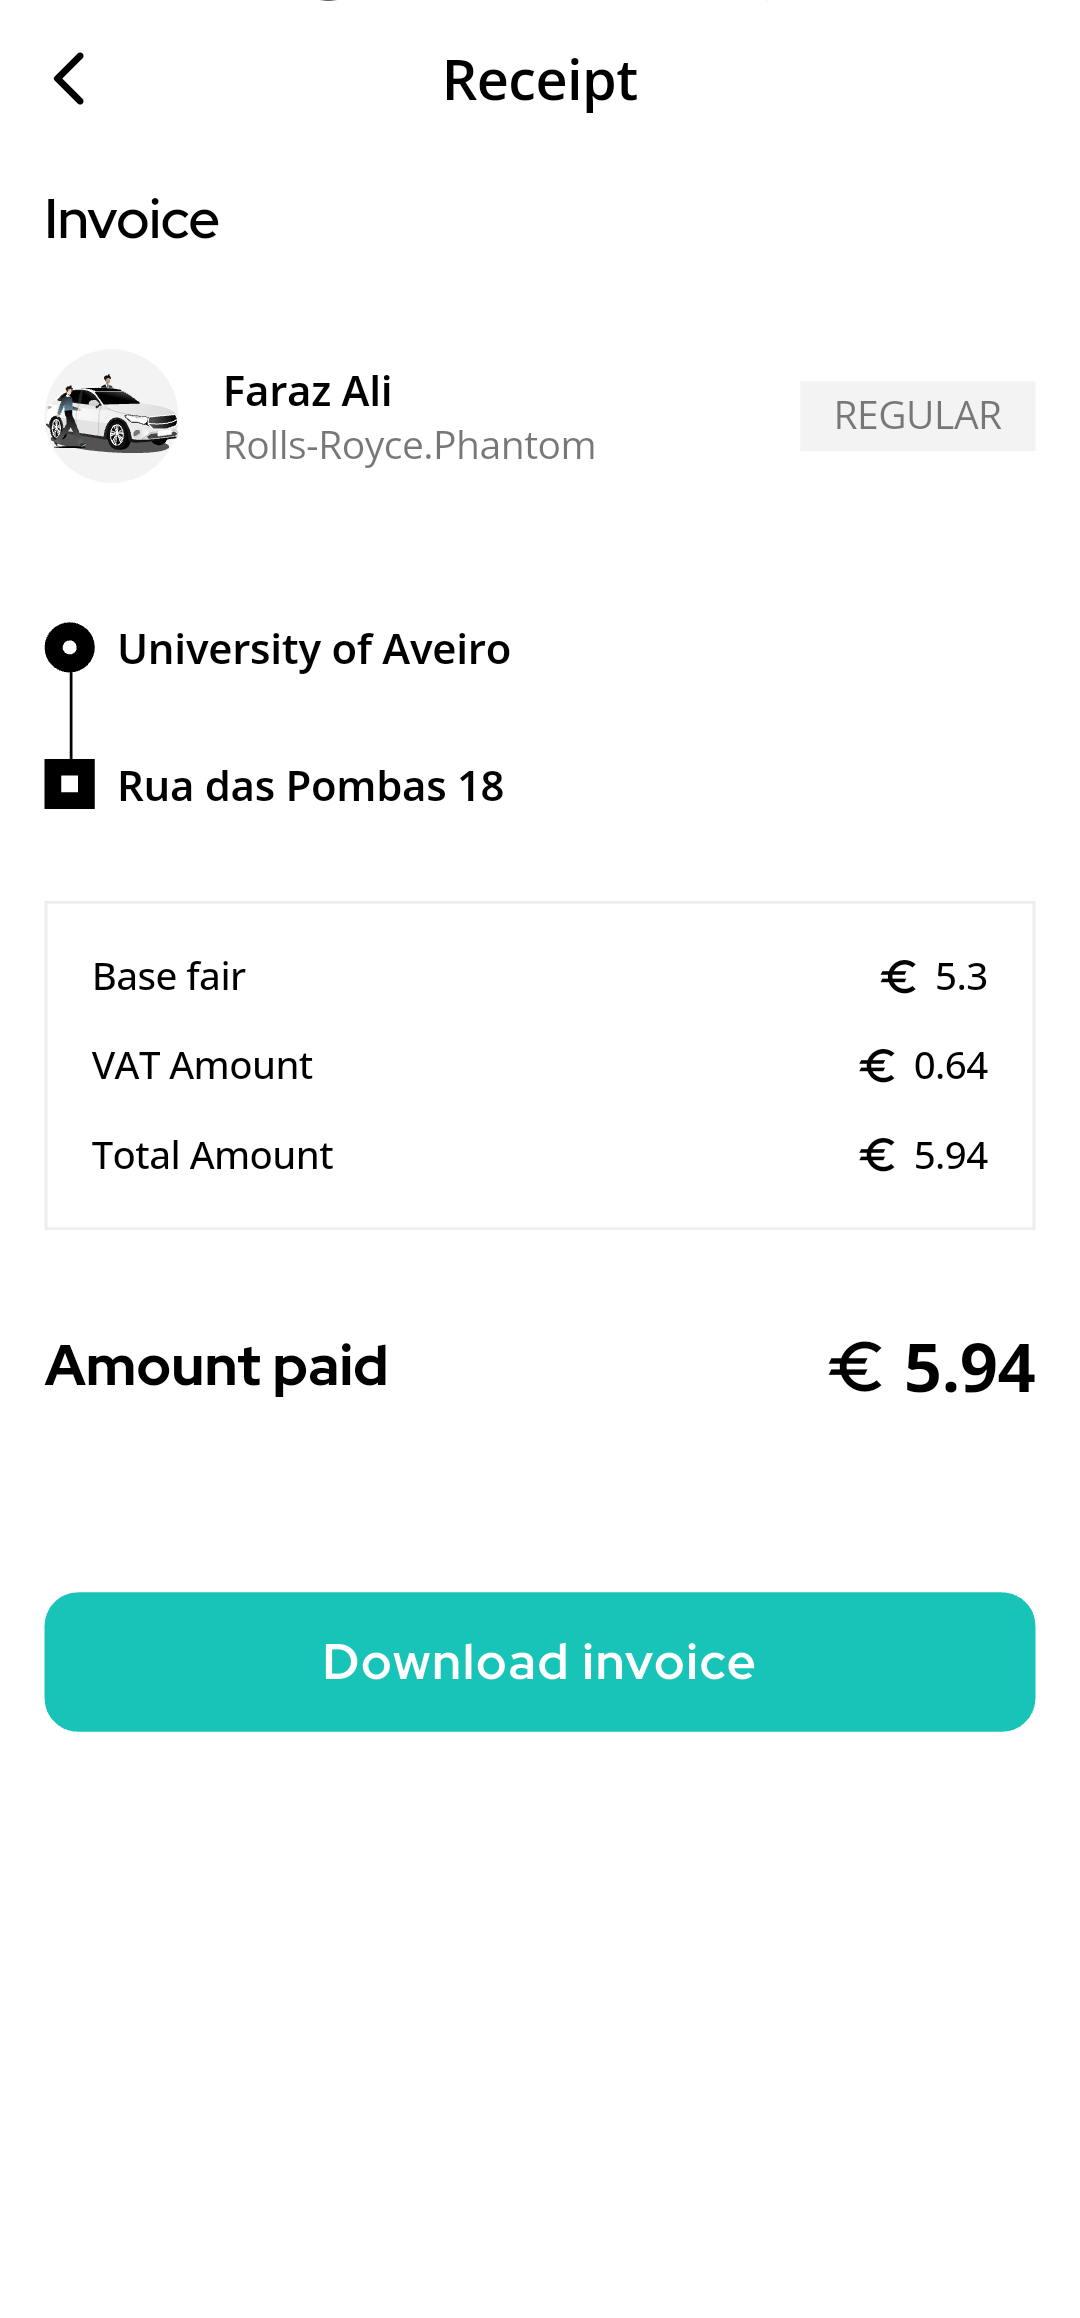 Receipt
Invoice
Faraz Ali
Rolls-Royce.Phantom
REGULAR
University of Aveiro
Rua das Pombas 18
Base fair € 5.3
VAT Amount € 0.64
Total Amount € 5.94
Amount paid € 5.94
Download invoice